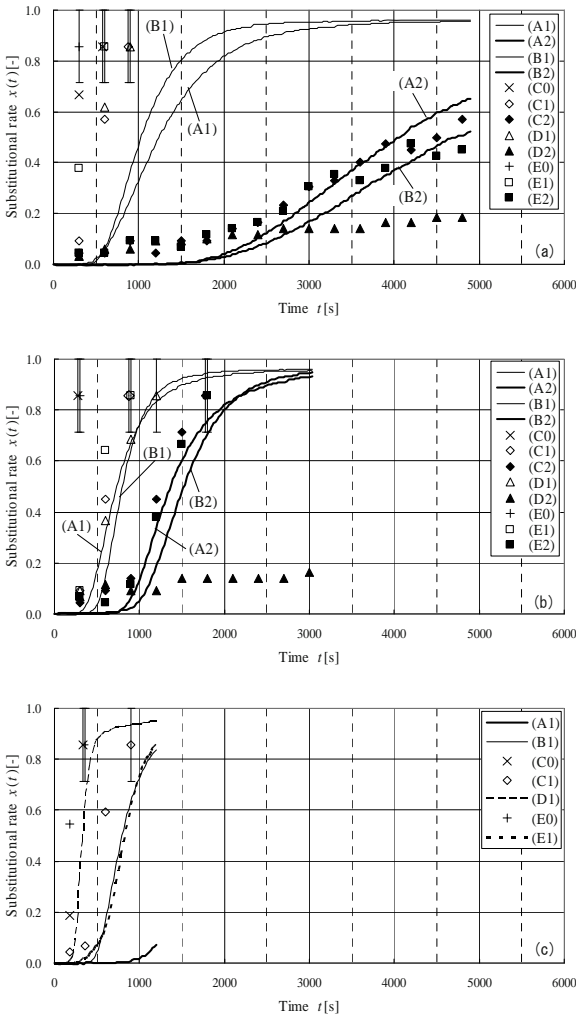 1.0
0.8
0.6
0.4
0.2
0.0
Substitutional rate x(t)[-]
(B1)
(A1)
(A2)
(B2)
(a)
(A1)
(A2)
(B1)
(B2)
(C0)
(C1)
(C2)
(D1)
(D2)
(E0)
(E1)
(E2)
0 1000 2000 3000 4000 5000 6000
Time t[s]
1.0
0.8
0.6
0.4
0.2
0.0
Substitutional rate x(t)[-]
(A1)
(B1)
(B2)
(A2)
(b)
(A1)
(A2)
(B1)
(B2)
(C0)
(C1)
(C2)
(D1)
(D2)
(E0)
(E1)
(E2)
0 1000 2000 3000 4000 5000 6000
Time t[s]
1.0
0.8
0.6
0.4
0.2
0.0
Substitutional rate x(t)[-]
(c)
(A1)
(B1)
(C0)
(C1)
(D1)
(E0)
(E1)
0 1000 2000 3000 4000 5000 6000
Time t[s]